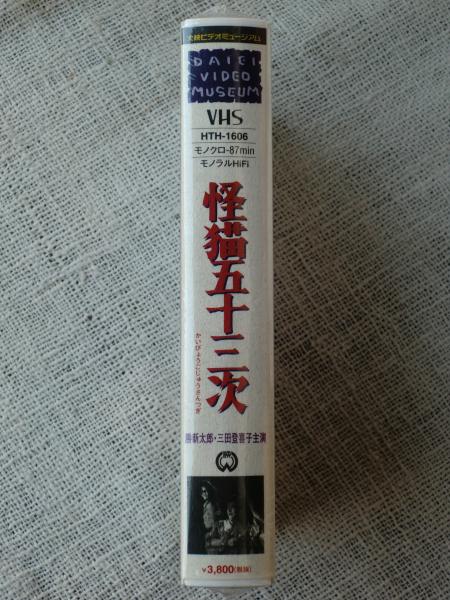 大映ビデオミュージアム
DAIEI
VIDEO
MUSEUM
VHS
HTH-1606
モノクロ-87min
モノラルHiFi
怪猫五十三次
かいびょうごじゅうさんつぎ
勝新太郎・三田登喜子主演
¥3,800(税抜)